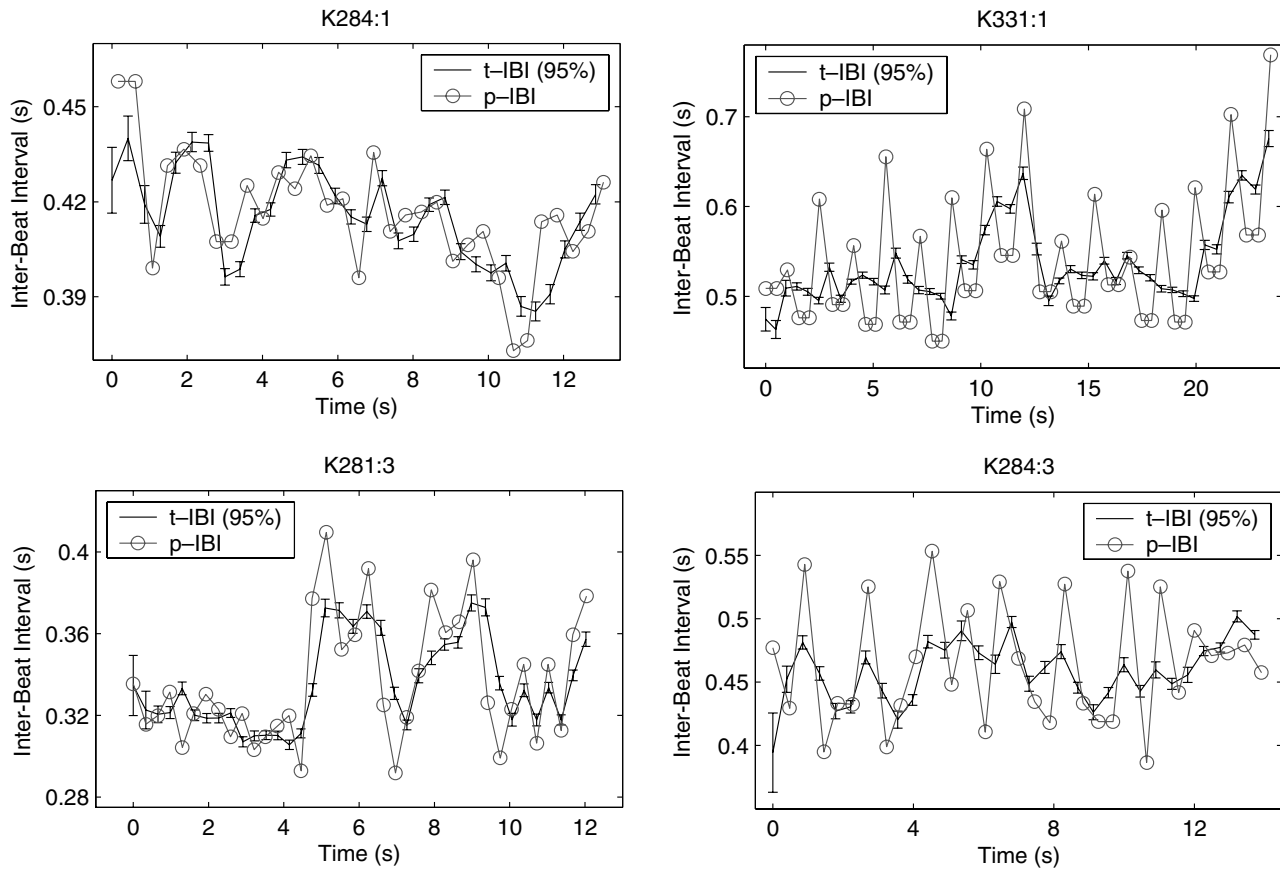 K284:1
t–IBI (95%)
p–IBI
Inter-Beat Interval (s)
0.45
0.42
0.39
0 2 4 6 8 10 12
Time (s)
K331:1
t–IBI (95%)
p–IBI
Inter-Beat Interval (s)
0.7
0.6
0.5
0 5 10 15 20
Time (s)
K281:3
t–IBI (95%)
p–IBI
Inter-Beat Interval (s)
0.4
0.36
0.32
0.28
0 2 4 6 8 10 12
Time (s)
K284:3
t–IBI (95%)
p–IBI
Inter-Beat Interval (s)
0.55
0.5
0.45
0.4
0 4 8 12
Time (s)